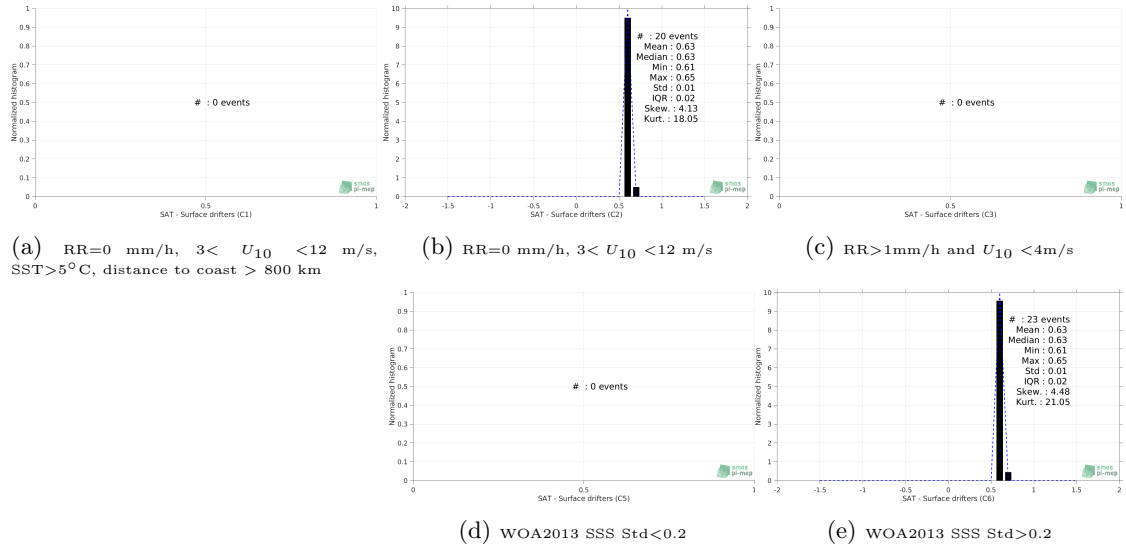 1
0.9
0.8
0.7
0.6
0.5
0.4
0.3
0.2
0.1
0
Normalized histogram
# : 0 events
smos
pi-mep
0 0.5 1
SAT - Surface drifters (C1)
(a) RR=0 mm/h, 3< U10 <12 m/s,
SST>5°C, distance to coast > 800 km
10
9
8
7
6
5
4
3
2
1
0
Normalized histogram
# : 20 events
Mean : 0.63
Median : 0.63
Min : 0.61
Max : 0.65
Std : 0.01
IQR : 0.02
Skew. : 4.13
Kurt. : 18.05
smos
pi-mep
-2 -1.5 -1 -0.5 0 0.5 1 1.5 2
SAT - Surface drifters (C2)
(b) RR=0 mm/h, 3< U10 <12 m/s
1
0.9
0.8
0.7
0.6
0.5
0.4
0.3
0.2
0.1
0
Normalized histogram
# : 0 events
smos
pi-mep
0 0.5 1
SAT - Surface drifters (C3)
(c) RR>1mm/h and U10 <4m/s
1
0.9
0.8
0.7
0.6
0.5
0.4
0.3
0.2
0.1
0
Normalized histogram
# : 0 events
smos
pi-mep
0 0.5 1
SAT - Surface drifters (C5)
(d) WOA2013 SSS Std<0.2
10
9
8
7
6
5
4
3
2
1
0
Normalized histogram
# : 23 events
Mean : 0.63
Median : 0.63
Min : 0.61
Max : 0.65
Std : 0.01
IQR : 0.02
Skew. : 4.48
Kurt. : 21.05
smos
pi-mep
-2 -1.5 -1 -0.5 0 0.5 1 1.5 2
SAT - Surface drifters (C6)
(e) WOA2013 SSS Std>0.2